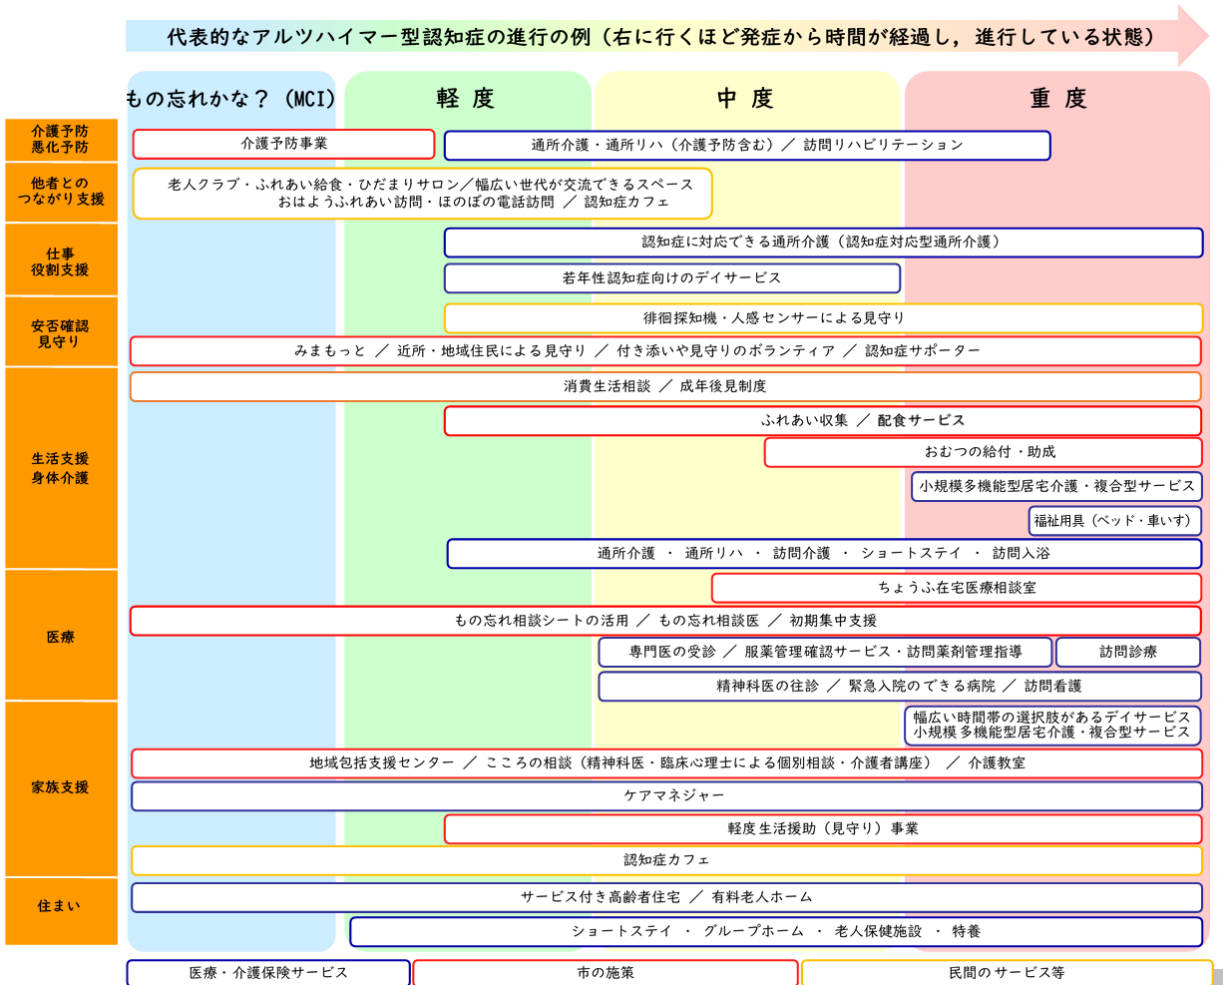 代表的なアルツハイマー型認知症の進行の例（右に行くほど発症から時間が経過し，進行している状態）
もの忘れかな？（MCI）
軽 度
中 度
重 度
介護予防
悪化予防
介護予防事業
通所介護・通所リハ（介護予防含む）／ 訪問リハビリテーション
他者との
つながり支援
老人クラブ・ふれあい給食・ひだまりサロン／幅広い世代が交流できるスペース
おはようふれあい訪問・ほのぼの電話訪問 ／ 認知症カフェ
仕事
役割支援
認知症に対応できる通所介護（認知症対応型通所介護）
若年性認知症向けのデイサービス
安否確認
見守り
徘徊探知機・人感センサーによる見守り
みまもっと ／ 近所・地域住民による見守り ／ 付き添いや見守りのボランティア ／ 認知症サポーター
生活支援
身体介護
消費生活相談 ／ 成年後見制度
ふれあい収集 ／ 配食サービス
おむつの給付・助成
小規模多機能型居宅介護・複合型サービス
福祉用具（ベッド・車いす）
通所介護 ・ 通所リハ ・ 訪問介護 ・ ショートステイ ・ 訪問入浴
医療
ちょうふ在宅医療相談室
もの忘れ相談シートの活用 ／ もの忘れ相談医 ／ 初期集中支援
専門医の受診 ／ 服薬管理確認サービス・訪問薬剤管理指導
訪問診療
精神科医の往診 ／ 緊急入院のできる病院 ／ 訪問看護
家族支援
幅広い時間帯の選択肢があるデイサービス
小規模多機能型居宅介護・複合型サービス
地域包括支援センター ／ こころの相談（精神科医・臨床心理士による個別相談・介護者講座） ／ 介護教室
ケアマネジャー
軽度生活援助（見守り）事業
認知症カフェ
住まい
サービス付き高齢者住宅 ／ 有料老人ホーム
ショートステイ ・ グループホーム ・ 老人保健施設 ・ 特養
医療・介護保険サービス
市の施策
民間のサービス等